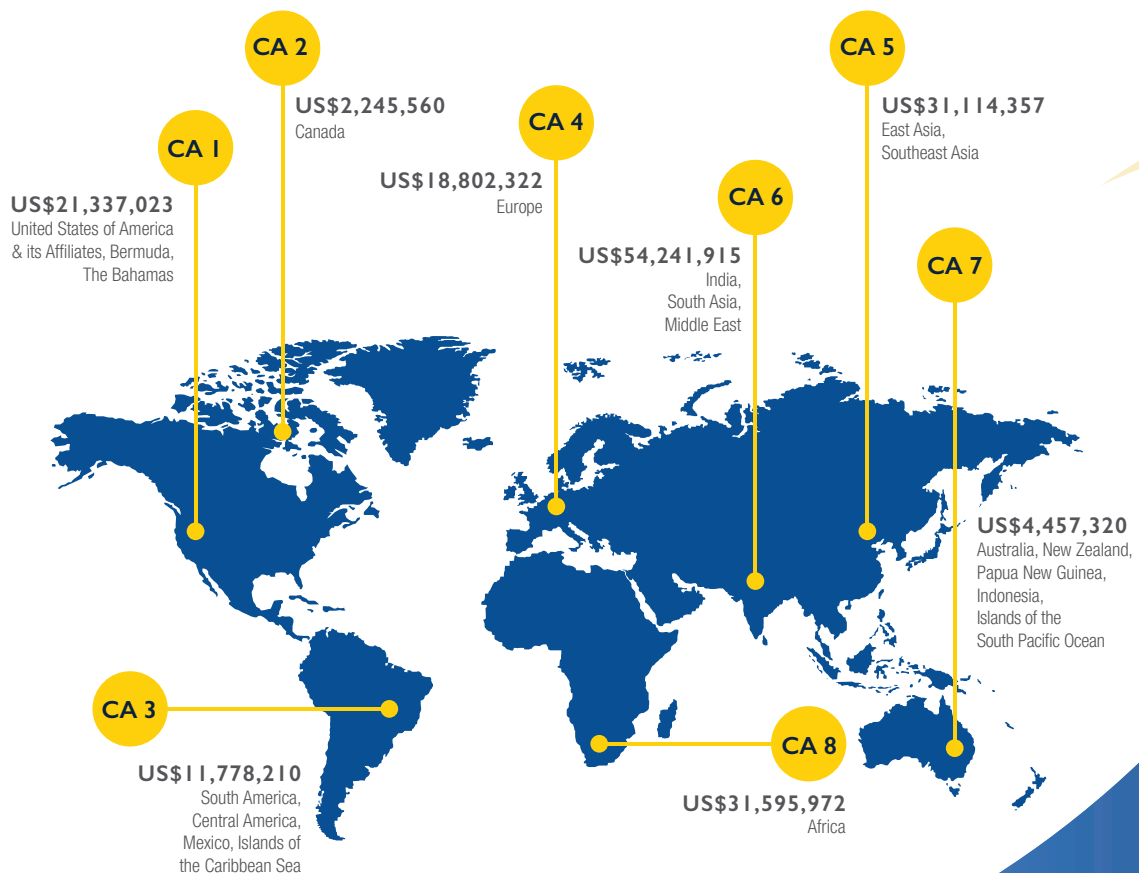 CA 2
US$2,245,560
Canada
CA 5
US$31,114,357
East Asia,
Southeast Asia
CA 1
US$21,337,023
United States of America
& its Affiliates, Bermuda,
The Bahamas
CA 4
US$18,802,322
Europe
CA 6
US$54,241,915
India,
South Asia,
Middle East
CA 7
US$4,457,320
Australia, New Zealand,
Papua New Guinea,
Indonesia,
Islands of the
South Pacific Ocean
CA 3
US$11,778,210
South America,
Central America,
Mexico, Islands of
the Caribbean Sea
CA 8
US$31,595,972
Africa